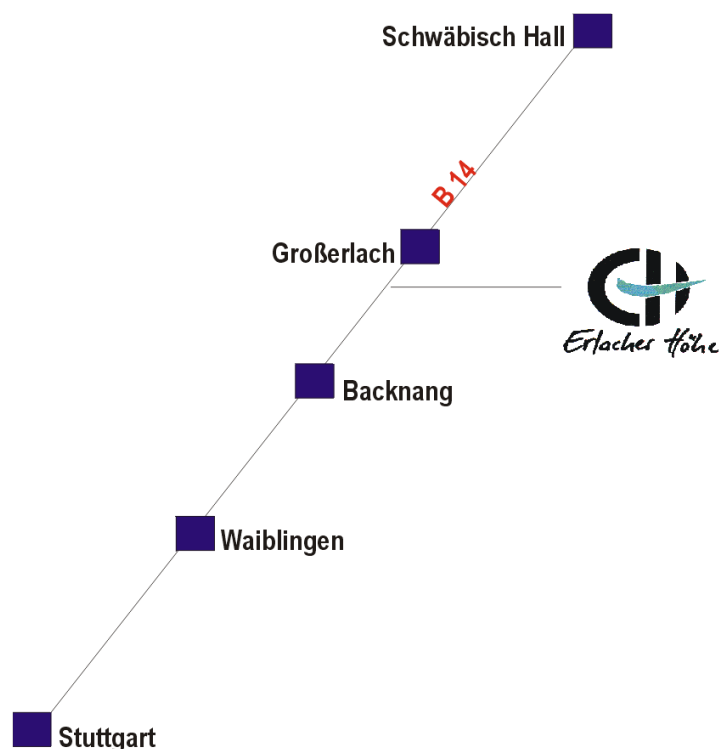 Schwäbisch Hall
B 14
Großerlach
Erlacher Höhe
Backnang
Waiblingen
Stuttgart